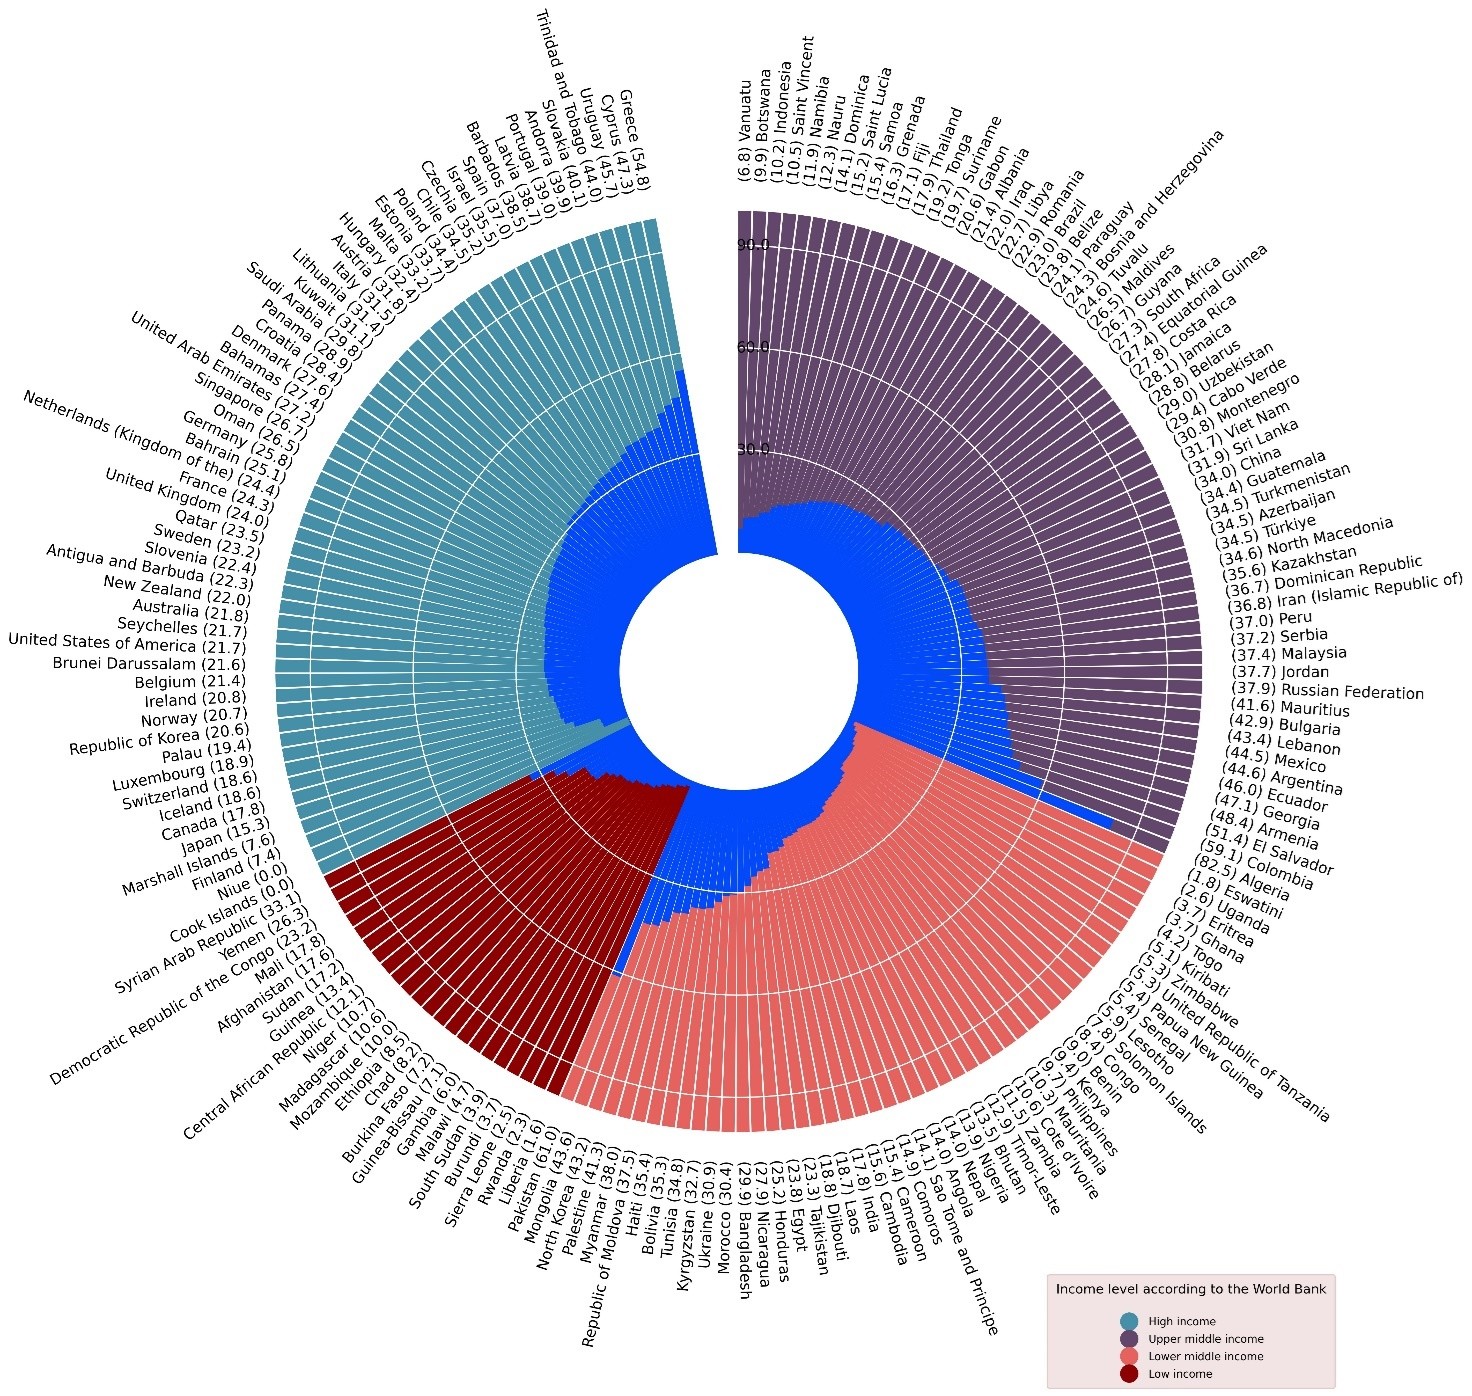 (6.8) Vanuatu
(9.9) Botswana
(10.2) Indonesia
(10.5) Saint Vincent
(11.9) Namibia
(12.3) Nauru
(14.1) Dominica
(15.2) Saint Lucia
(15.4) Samoa
(16.3) Grenada
(17.1) Fiji
(17.9) Thailand
(19.2) Tonga
(19.7) Suriname
(20.6) Gabon
(21.4) Albania
(22.0) Iraq
(22.7) Libya
(22.9) Romania
(23.0) Brazil
(23.8) Belize
(24.1) Paraguay
(24.3) Bosnia and Herzegovina
(24.6) Tuvalu
(26.5) Maldives
(26.7) Guyana
(27.3) South Africa
(27.4) Equatorial Guinea
(27.8) Costa Rica
(28.1) Jamaica
(28.8) Belarus
(29.0) Uzbekistan
(29.4) Cabo Verde
(30.8) Montenegro
(31.7) Viet Nam
(31.9) Sri Lanka
(34.0) China
(34.4) Guatemala
(34.5) Turkmenistan
(34.5) Azerbaijan
(34.5) Türkiye
(34.6) North Macedonia
(35.6) Kazakhstan
(36.7) Dominican Republic
(36.8) Iran (Islamic Republic of)
(37.0) Peru
(37.2) Serbia
(37.4) Malaysia
(37.7) Jordan
(37.9) Russian Federation
(41.6) Mauritius
(42.9) Bulgaria
(43.4) Lebanon
(44.5) Mexico
(44.6) Argentina
(46.0) Ecuador
(47.1) Georgia
(48.4) Armenia
(51.4) El Salvador
(59.1) Colombia
(82.5) Algeria
(1.8) Eswatini
(2.6) Uganda
(3.7) Eritrea
(3.7) Ghana
(4.2) Togo
(5.1) Kiribati
(5.3) Zimbabwe
(5.3) United Republic of Tanzania
(5.4) Papua New Guinea
(5.4) Senegal
(5.9) Lesotho
(7.8) Solomon Islands
(8.4) Congo
(9.0) Benin
(9.4) Kenya
(9.7) Philippines
(10.3) Mauritania
(10.6) Cote d'Ivoire
(11.5) Zambia
(12.9) Timor-Leste
(13.5) Bhutan
(13.9) Nigeria
(14.0) Nepal
(14.0) Angola
(14.1) Sao Tome and Principe
(14.9) Comoros
(15.4) Cameroon
(15.6) Cambodia
(17.8) India
(18.7) Laos
(18.8) Djibouti
(23.3) Tajikistan
(23.8) Egypt
(25.2) Honduras
(27.9) Nicaragua
(29.9) Bangladesh
Morocco (30.4)
Ukraine (30.9)
Kyrgyzstan (32.7)
Tunisia (34.8)
Bolivia (35.3)
Haiti (35.4)
Republic of Moldova (37.5)
Myanmar (38.0)
Palestine (41.3)
North Korea (43.2)
Mongolia (43.6)
Pakistan (61.0)
Liberia (1.6)
Rwanda (2.3)
Sierra Leone (2.5)
Burundi (3.7)
South Sudan (3.9)
Malawi (4.7)
Gambia (6.0)
Guinea-Bissau (7.1)
Burkina Faso (7.2)
Chad (8.2)
Ethiopia (8.5)
Mozambique (10.0)
Madagascar (10.6)
Niger (10.7)
Central African Republic (12.1)
Guinea (13.4)
Sudan (17.2)
Afghanistan (17.6)
Mali (17.8)
Democratic Republic of the Congo (23.2)
Yemen (26.3)
Syrian Arab Republic (33.1)
Cook Islands (0.0)
Niue (0.0)
Finland (7.4)
Marshall Islands (7.6)
Japan (15.3)
Canada (17.8)
Iceland (18.6)
Switzerland (18.6)
Luxembourg (18.9)
Palau (19.4)
Republic of Korea (20.6)
Norway (20.7)
Ireland (20.8)
Belgium (21.4)
Brunei Darussalam (21.6)
United States of America (21.7)
Seychelles (21.7)
Australia (21.8)
New Zealand (22.0)
Antigua and Barbuda (22.3)
Slovenia (22.4)
Sweden (23.2)
Qatar (23.5)
United Kingdom (24.0)
France (24.3)
Netherlands (Kingdom of the) (24.4)
Bahrain (25.1)
Germany (25.8)
Oman (26.5)
Singapore (26.7)
United Arab Emirates (27.2)
Bahamas (27.4)
Denmark (27.6)
Croatia (28.4)
Panama (28.9)
Saudi Arabia (29.8)
Kuwait (31.1)
Lithuania (31.4)
Italy (31.5)
Austria (31.8)
Hungary (32.4)
Malta (33.2)
Estonia (33.7)
Poland (34.4)
Chile (34.5)
Czechia (35.2)
Israel (35.5)
Spain (37.0)
Barbados (38.5)
Latvia (38.7)
Portugal (39.0)
Andorra (39.9)
Slovakia (40.1)
Trinidad and Tobago (44.0)
Uruguay (45.7)
Cyprus (47.3)
Greece (54.8)
90.0
60.0
30.0
Income level according to the World Bank
High income
Upper middle income
Lower middle income
Low income